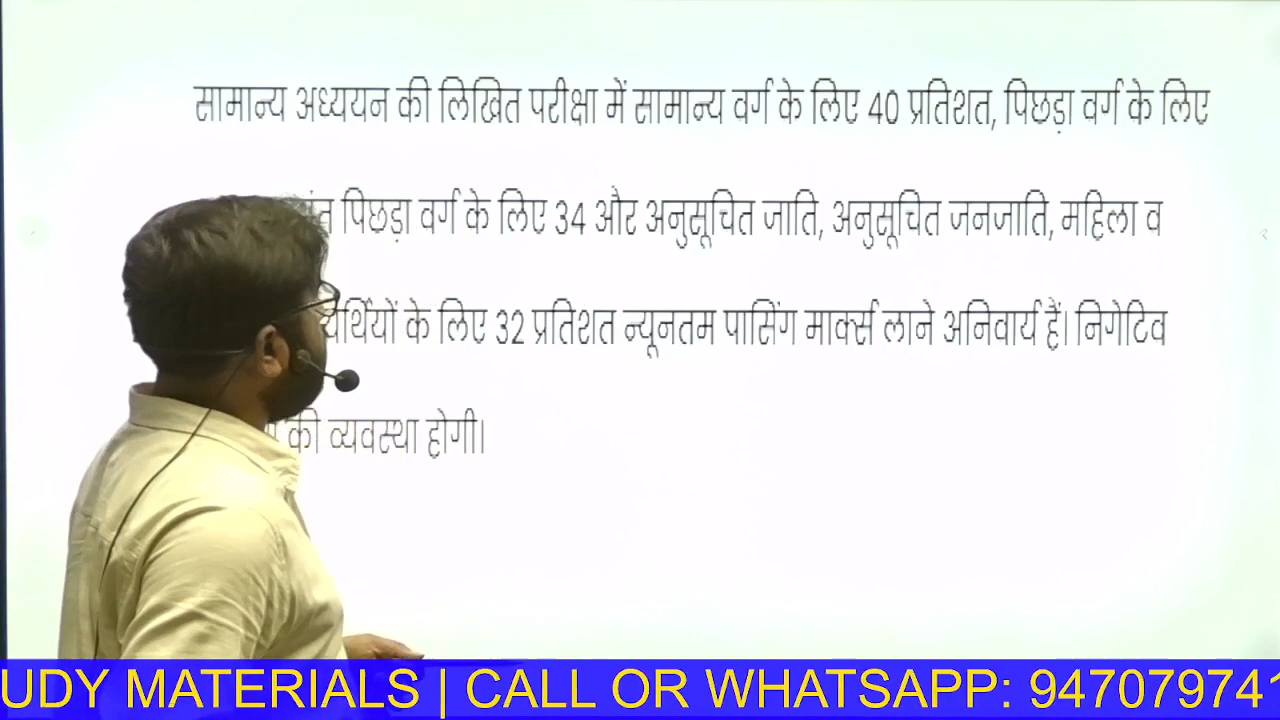 सामान्य अध्ययन की लिखित परीक्षा में सामान्य वर्ग के लिए 40 प्रतिशत, पिछड़ा वर्ग के लिए
पिछड़ा वर्ग के लिए 34 और अनुसूचित जाति, अनुसूचित जनजाति, महिला व
के लिए 32 प्रतिशत न्यूनतम पासिंग मार्क्स लाने अनिवार्य हैं। निगेटिव
की व्यवस्था होगी।
UDY MATERIALS | CALL OR WHATSAPP: 947079741